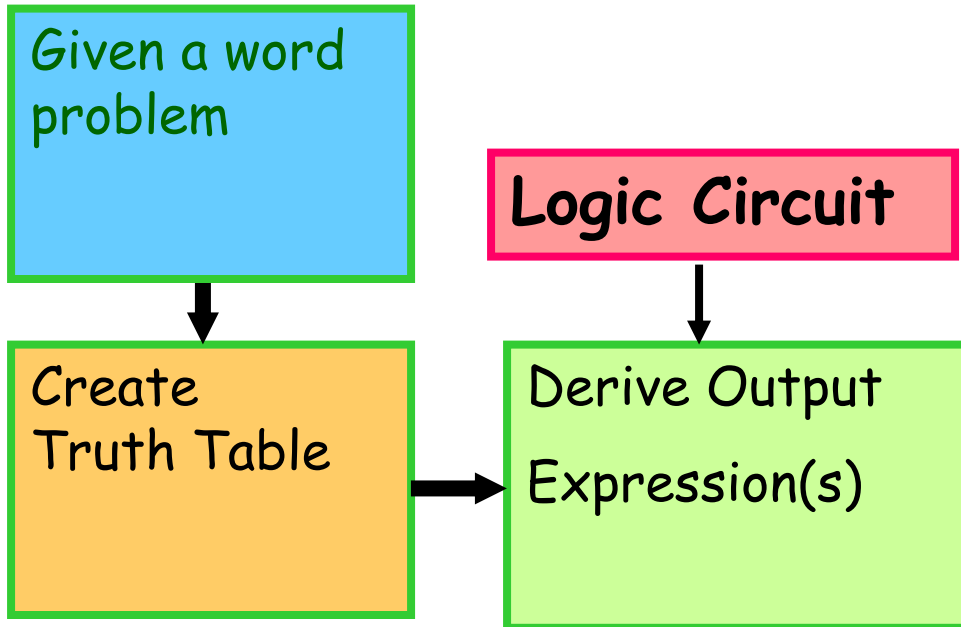 Given a word
problem
Logic Circuit
Create
Truth Table
Derive Output
Expression(s)